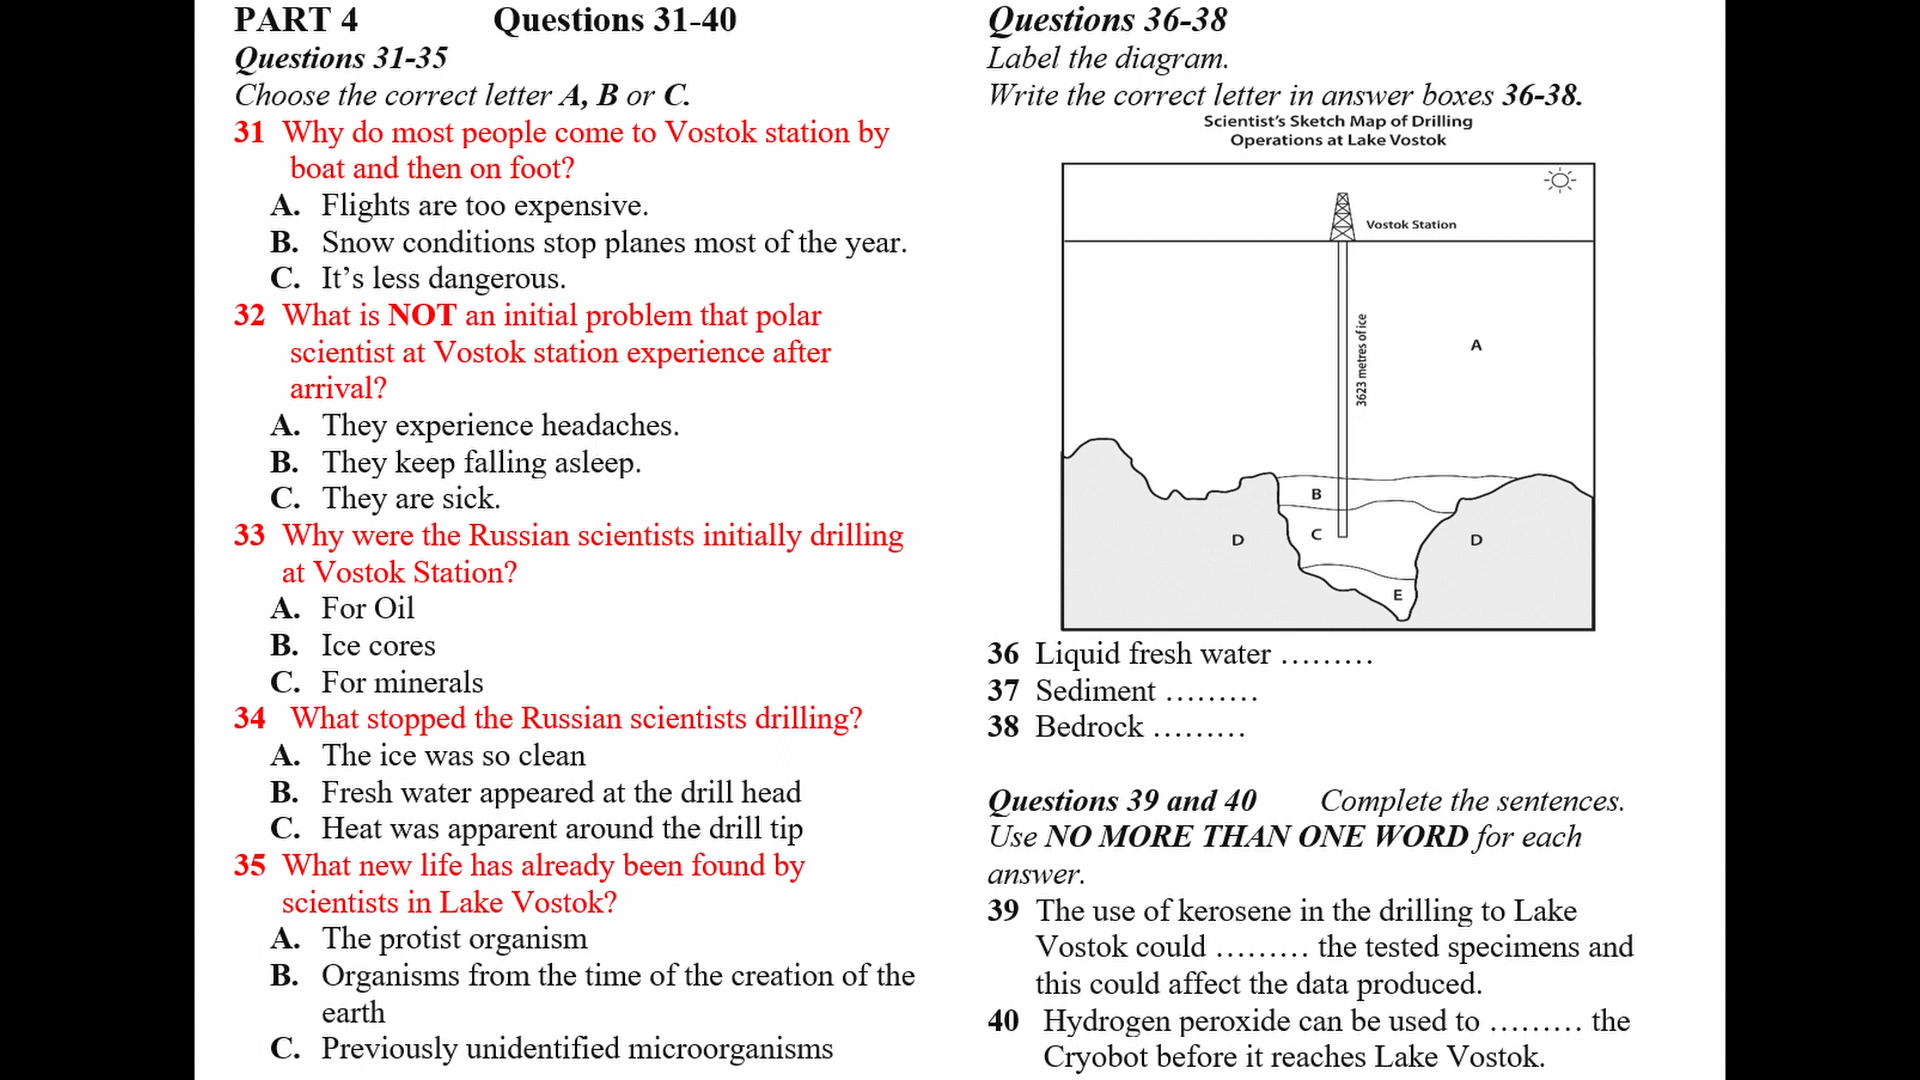 PART 4 Questions 31-40
Questions 31-35
Choose the correct letter A, B or C.
31 Why do most people come to Vostok station by
boat and then on foot?
A. Flights are too expensive.
B. Snow conditions stop planes most of the year.
C. It's less dangerous.
32 What is NOT an initial problem that polar
scientist at Vostok station experience after
arrival?
A. They experience headaches.
B. They keep falling asleep.
C. They are sick.
33 Why were the Russian scientists initially drilling
at Vostok Station?
A. For Oil
B. Ice cores
C. For minerals
34 What stopped the Russian scientists drilling?
A. The ice was so clean
B. Fresh water appeared at the drill head
C. Heat was apparent around the drill tip
35 What new life has already been found by
scientists in Lake Vostok?
A. The protist organism
B. Organisms from the time of the creation of the
earth
C. Previously unidentified microorganisms
Questions 36-38
Label the diagram.
Write the correct letter in answer boxes 36-38.
Scientist's Sketch Map of Drilling
Operations at Lake Vostok
Vostok Station
3623 metres of ice
A
B
C
D
D
E
36 Liquid fresh water ………
37 Sediment ………
38 Bedrock ………
Questions 39 and 40 Complete the sentences.
Use NO MORE THAN ONE WORD for each
answer.
39 The use of kerosene in the drilling to Lake
Vostok could ……… the tested specimens and
this could affect the data produced.
40 Hydrogen peroxide can be used to ……… the
Cryobot before it reaches Lake Vostok.